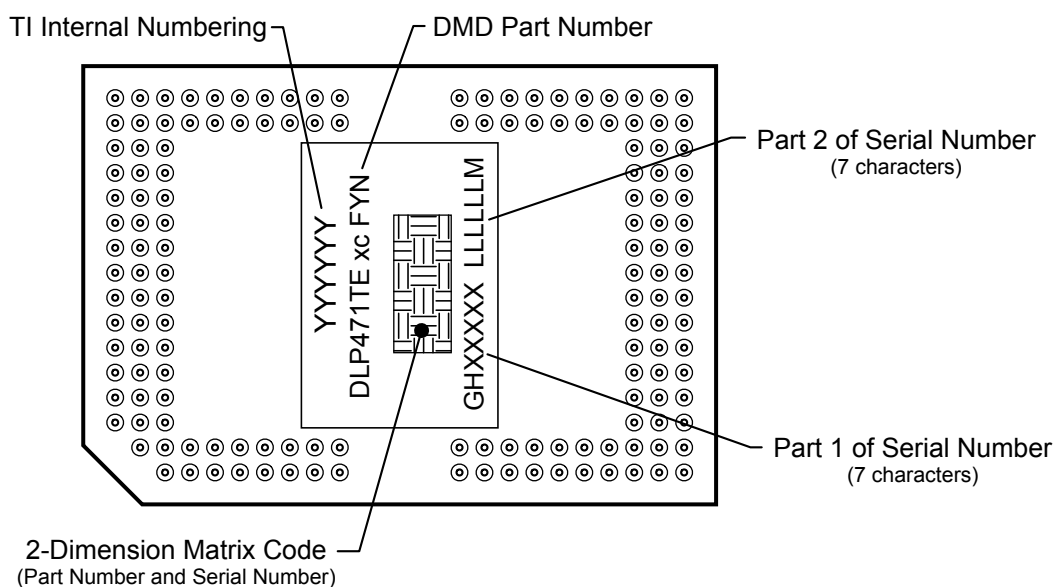 TI Internal Numbering
DMD Part Number
Part 2 of Serial Number
(7 characters)
YYYYYYY
DLP471TE xc FYN
GHXXXXX LLLLLLM
Part 1 of Serial Number
(7 characters)
2-Dimension Matrix Code
(Part Number and Serial Number)